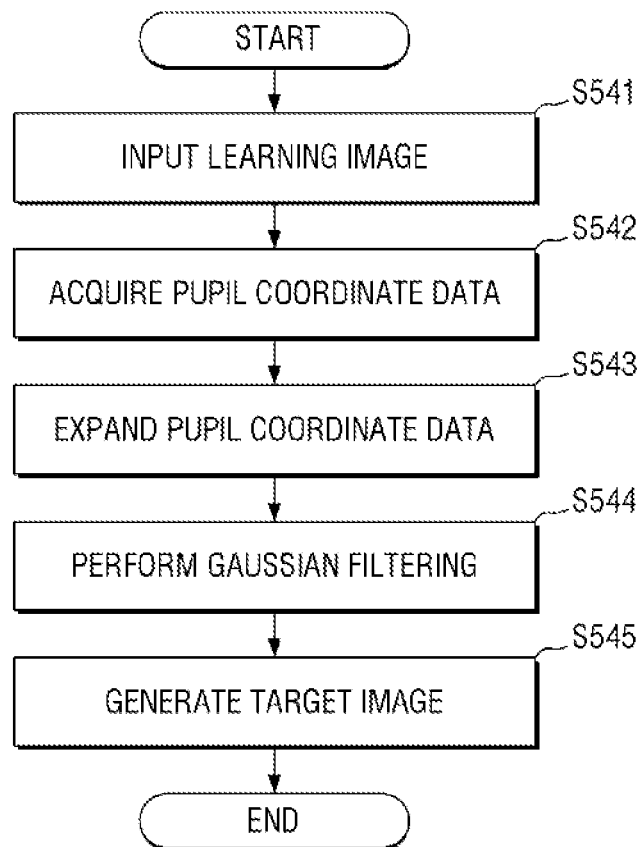 START
S541
INPUT LEARNING IMAGE
S542
ACQUIRE PUPIL COORDINATE DATA
S543
EXPAND PUPIL COORDINATE DATA
S544
PERFORM GAUSSIAN FILTERING
S545
GENERATE TARGET IMAGE
END